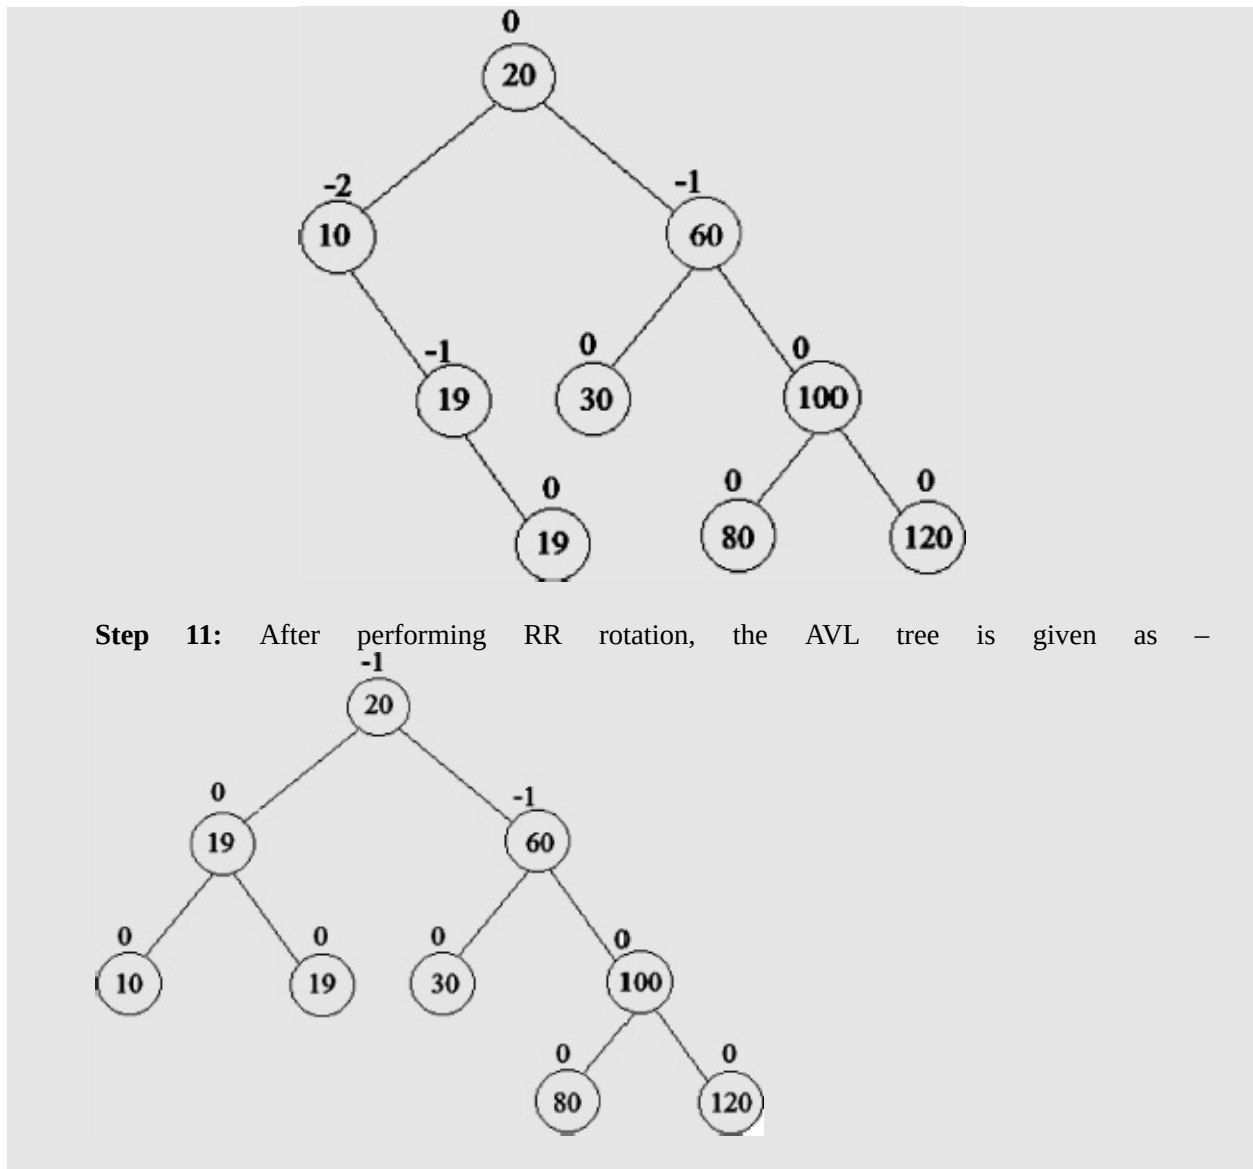 0
20
-2 -1
10 60
-1 0 0
19 30 100
0 0 0
19 80 120
Step 11: After performing RR rotation, the AVL tree is given as –
-1
20
0 -1
19 60
0 0 0 0
10 19 30 100
0 0
80 120